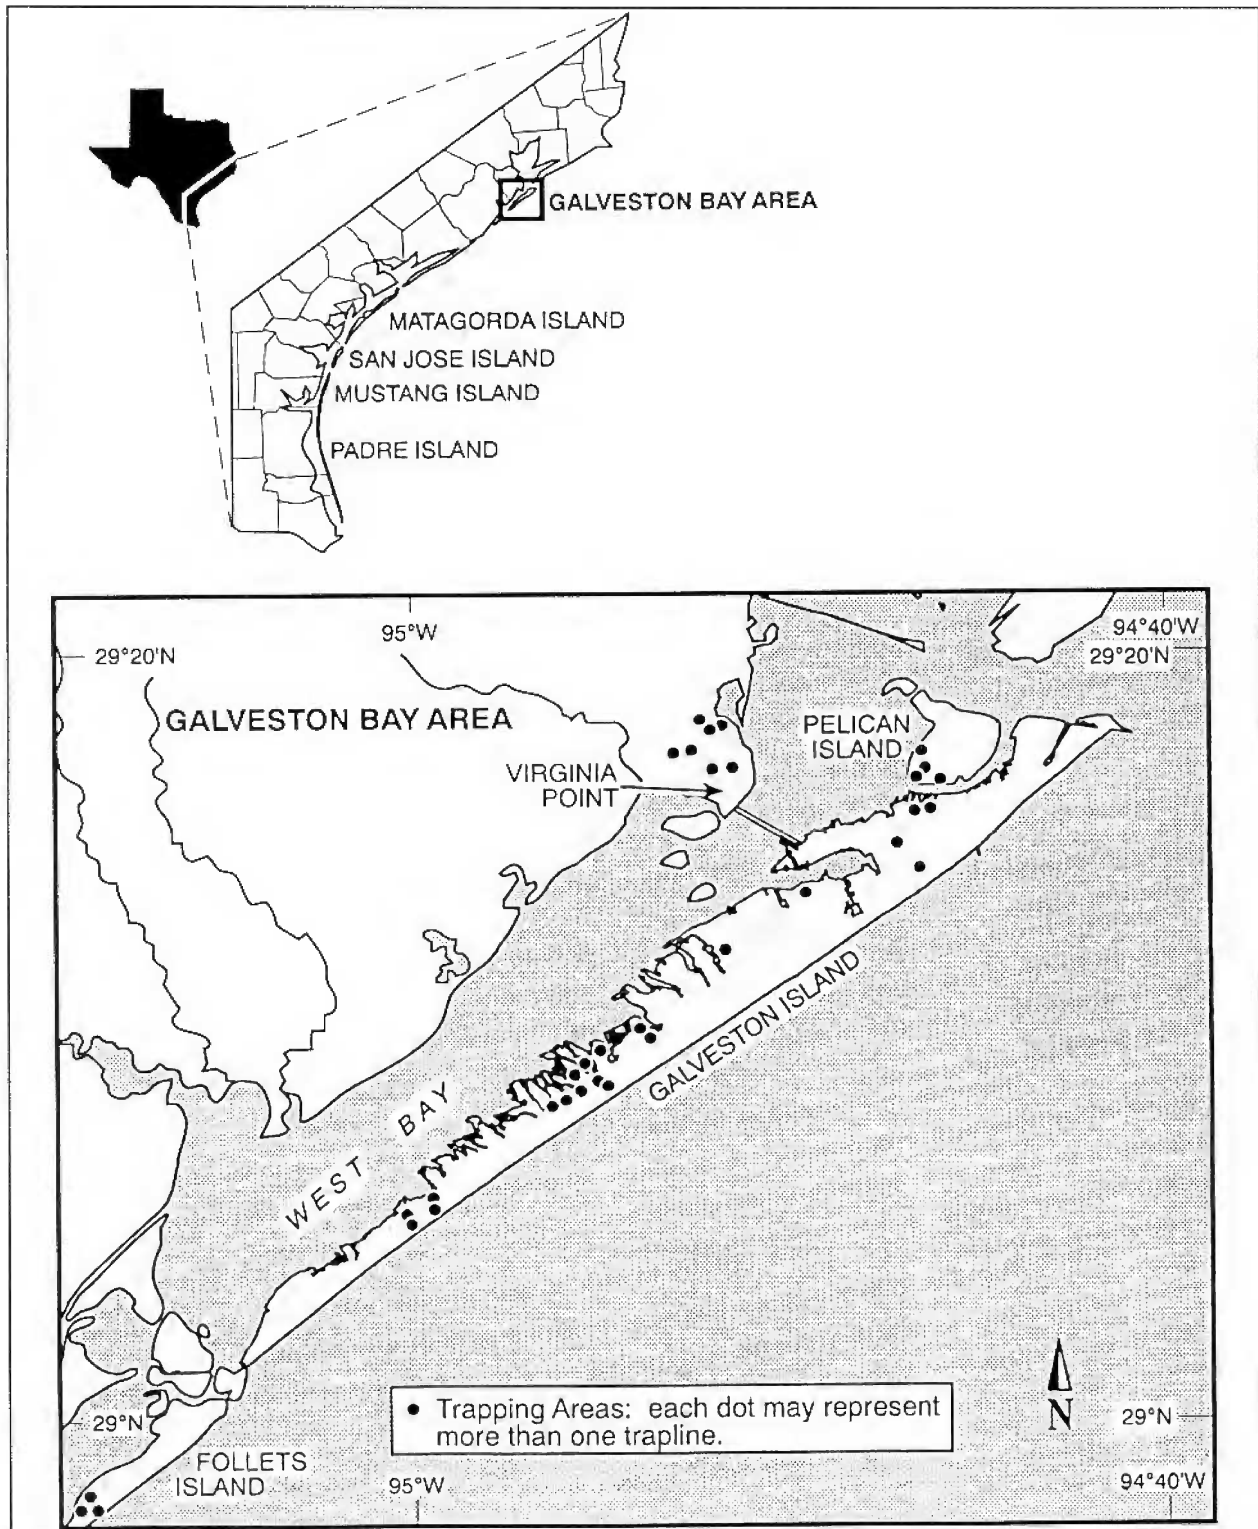 GALVESTON BAY AREA
MATAGORDA ISLAND
SAN JOSE ISLAND
MUSTANG ISLAND
PADRE ISLAND
95°W
94°40'W
29°20'N
29°20'N
GALVESTON BAY AREA
PELICAN
ISLAND
VIRGINIA
POINT
GALVESTON ISLAND
WEST BAY
Trapping Areas: each dot may represent
more than one trapline.
N
29°N
29°N
FOLLETS
ISLAND
95°W
94°40'W